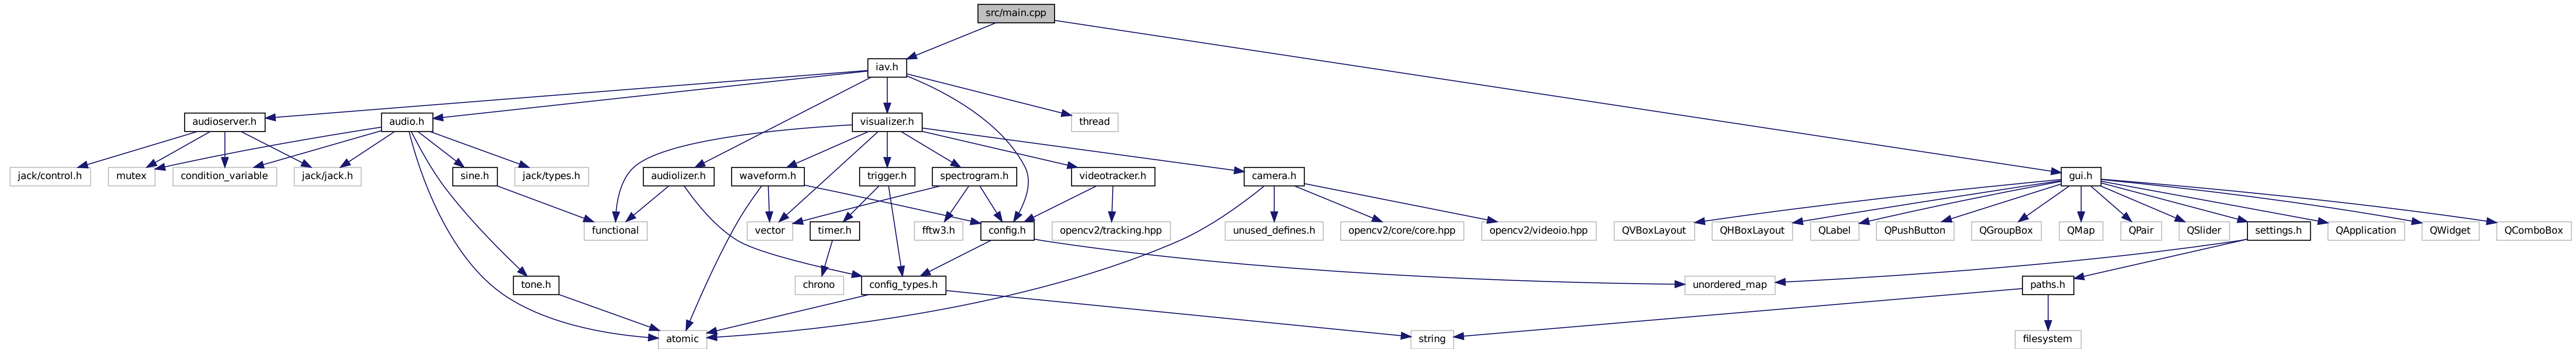 src/main.cpp
iav.h
audioserver.h
audio.h
visualizer.h
thread
jack/control.h
mutex
condition_variable
jack/jack.h
sine.h
jack/types.h
audiolizer.h
waveform.h
trigger.h
spectrogram.h
videotracker.h
camera.h
gui.h
functional
vector
timer.h
fftw3.h
config.h
opencv2/tracking.hpp
unused_defines.h
opencv2/core/core.hpp
opencv2/videoio.hpp
QVBoxLayout
QHBoxLayout
QLabel
QPushButton
QGroupBox
QMap
QPair
QSlider
settings.h
QApplication
QWidget
QComboBox
tone.h
chrono
config_types.h
unordered_map
paths.h
atomic
string
filesystem